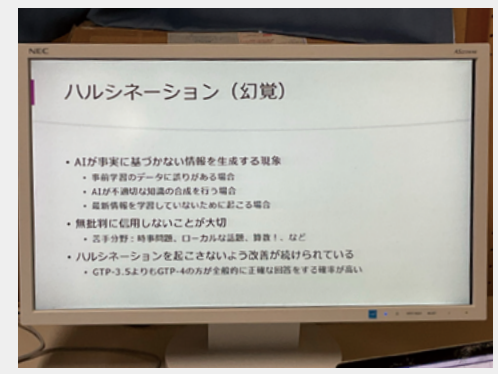 NEC
ハルシネーション（幻覚）
• AIが事実に基づかない情報を生成する現象
• 事前学習のデータに誤りがある場合
• AIが不適切な知識の合成を行う場合
• 最新情報を学習していないために起こる場合
• 無批判に信用しないことが大切
• 苦手分野：時事問題、ローカルな話題、算数！、など
• ハルシネーションを起こさないよう改善が続けられている
• GTP-3.5よりもGTP-4の方が全般的に正確な回答をする確率が高い